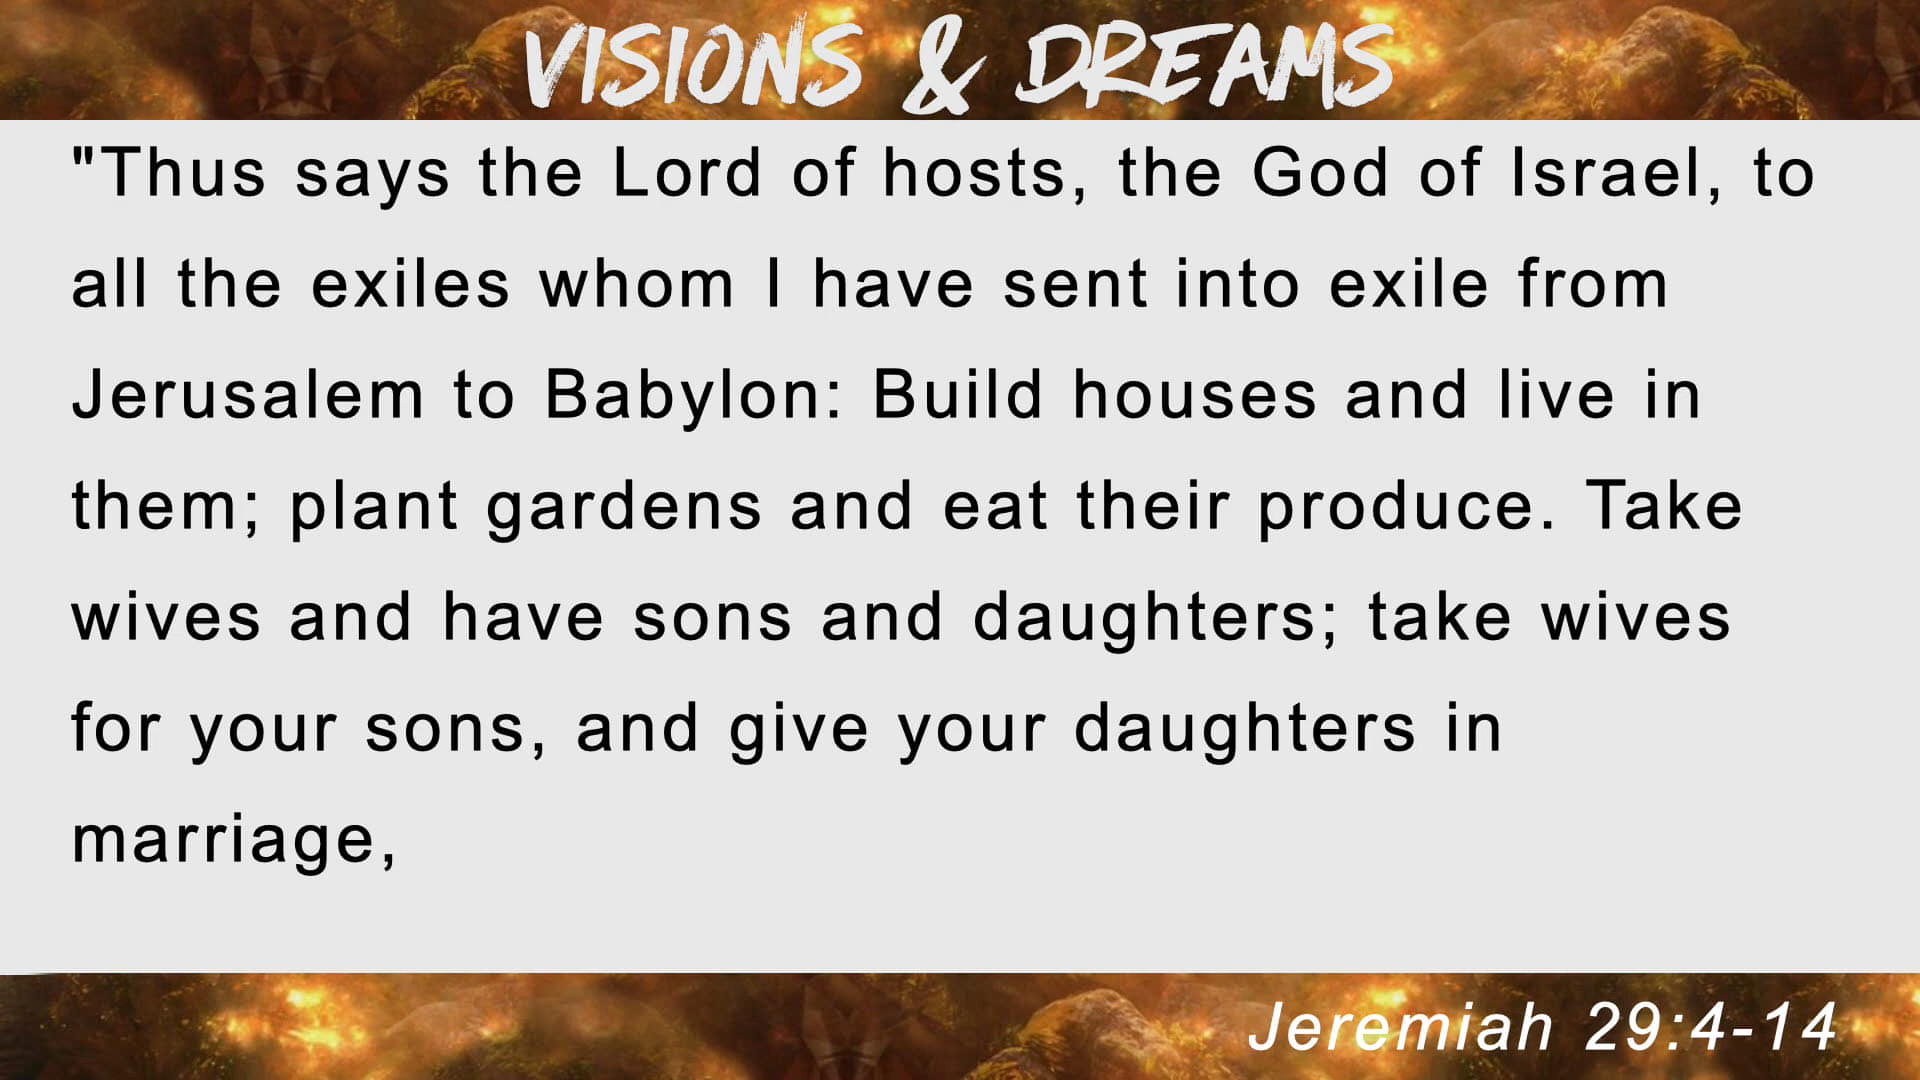 VISIONS & DREAMS
"Thus says the Lord of hosts, the God of Israel, to
all the exiles whom I have sent into exile from
Jerusalem to Babylon: Build houses and live in
them; plant gardens and eat their produce. Take
wives and have sons and daughters; take wives
for your sons, and give your daughters in
marriage,
Jeremiah 29:4-14